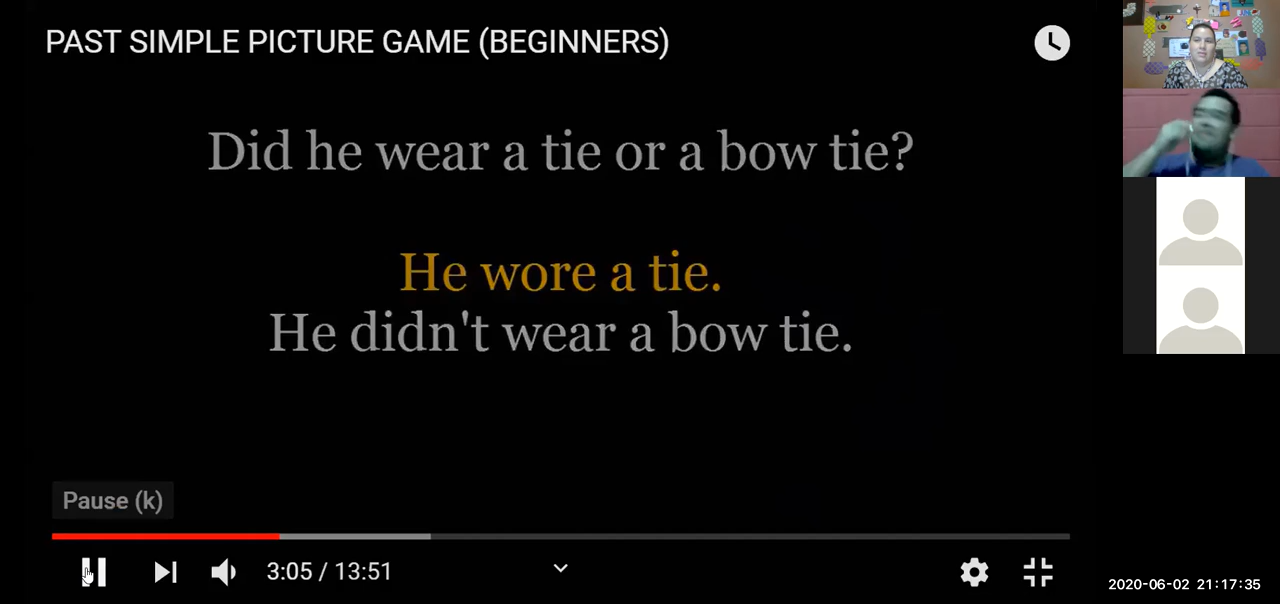 PAST SIMPLE PICTURE GAME (BEGINNERS)
Did he wear a tie or a bow tie?
He wore a tie.
He didn't wear a bow tie.
Pause (k)
3:05 / 13:51
2020-06-02 21:17:35